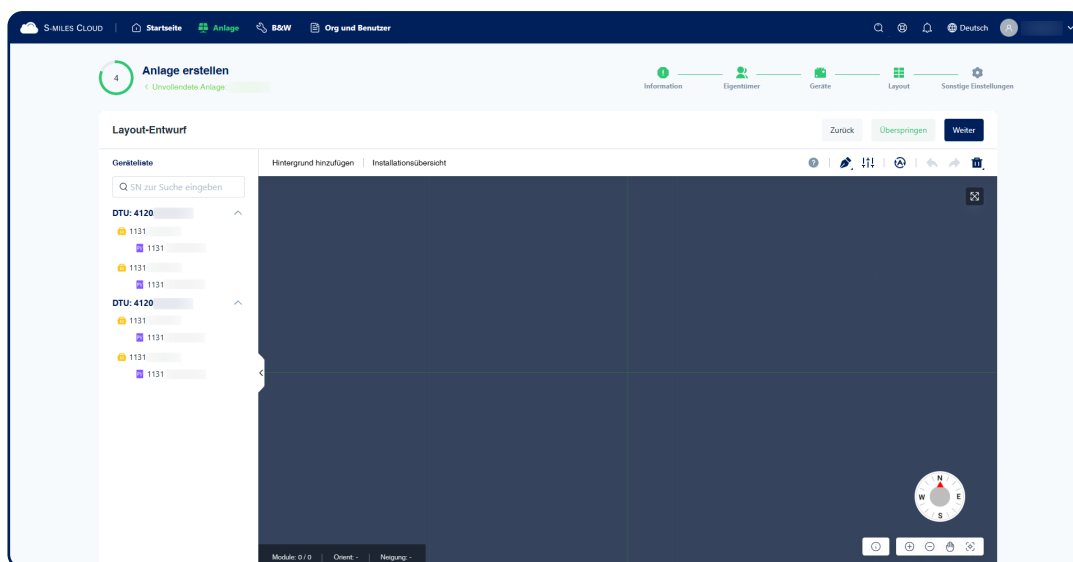 S-MILES CLOUD Startseite Anlage B&W Org und Benutzer Deutsch A
4 Anlage erstellen
< Unvollendete Anlage
Information Eigentümer Geräte Layout Sonstige Einstellungen
Layout-Entwurf
Zurück Überspringen Weiter
Geräteliste
Hintergrund hinzufügen Installationsübersicht
SN zur Suche eingeben
DTU: 4120
1131
1131
1131
1131
DTU: 4120
1131
1131
1131
1131
N
W E
S
Module: 0 / 0 Orient: - Neigung: -